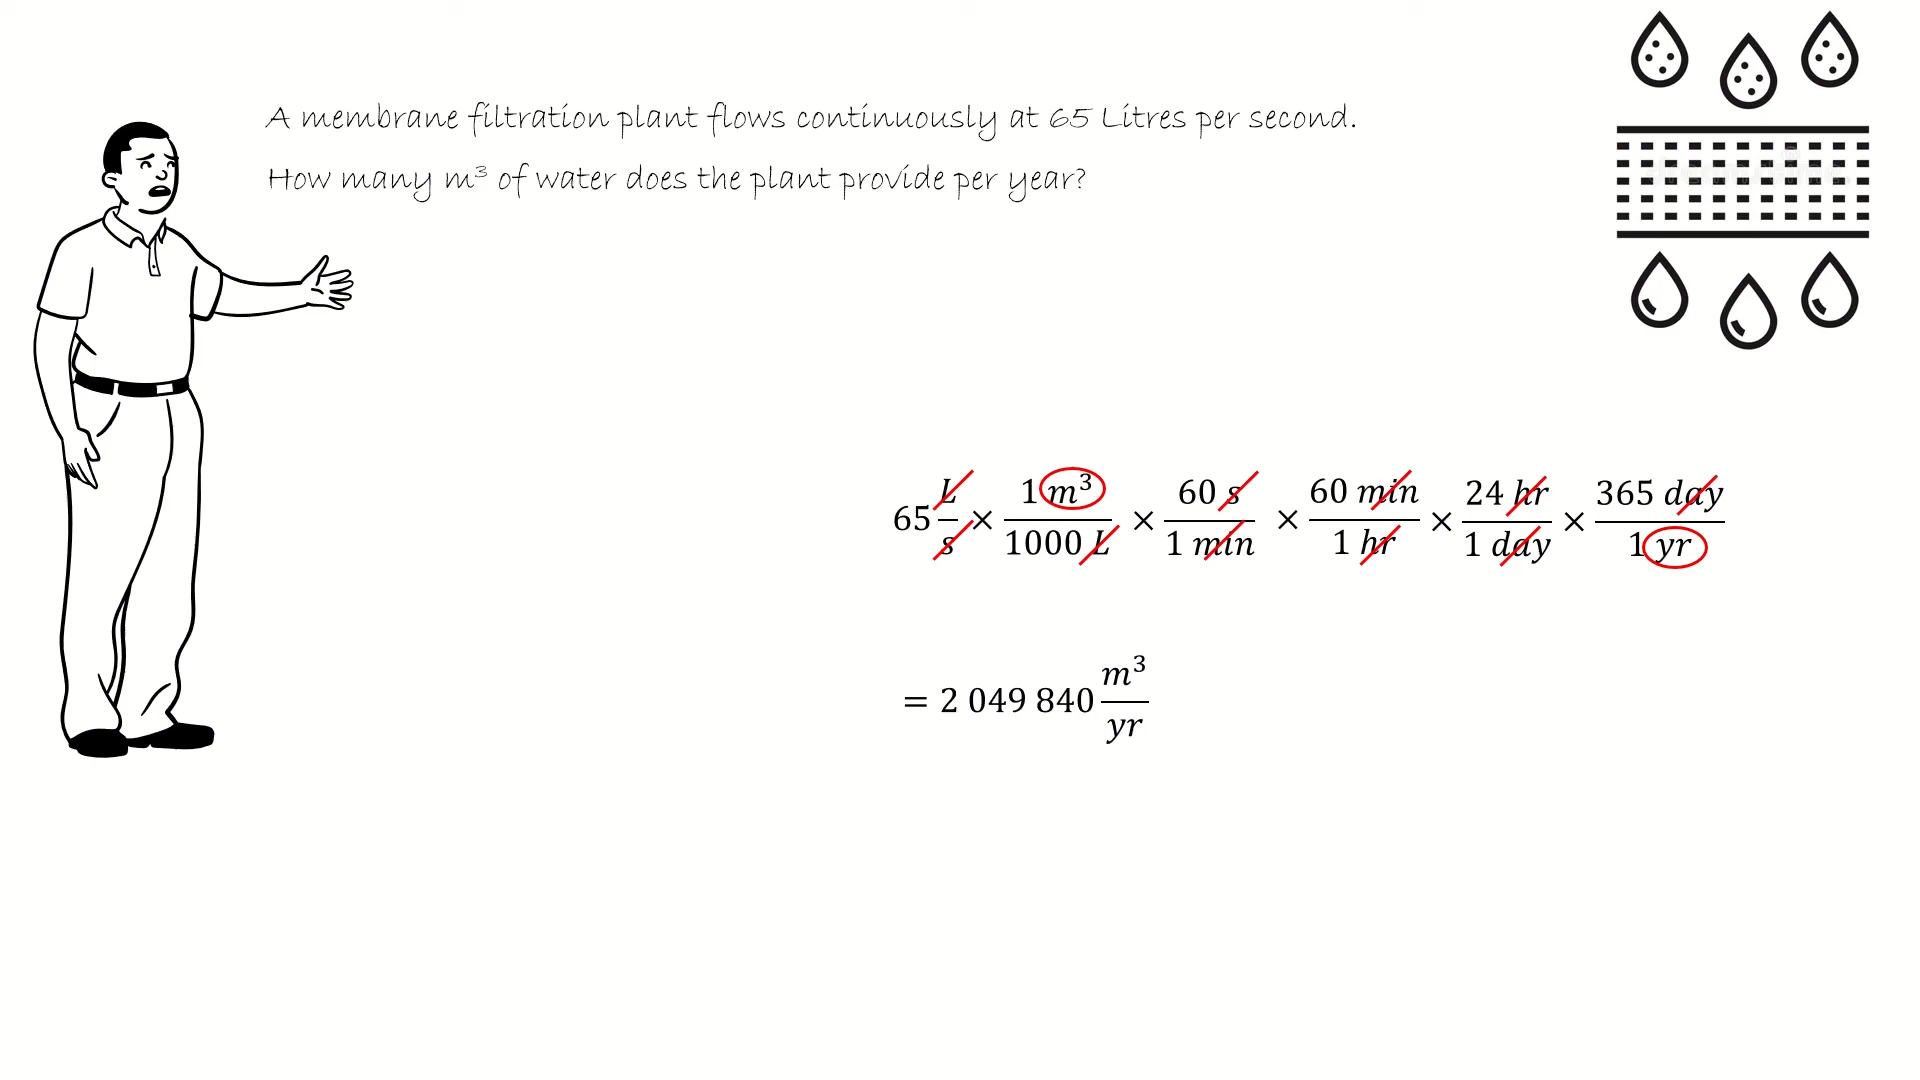 A membrane filtration plant flows continuously at 65 Litres per second.
How many m³ of water does the plant provide per year?
65 L/s × 1 m³/1000 L × 60 s/1 min × 60 min/1 hr × 24 hr/1 day × 365 day/1 yr
= 2 049 840 m³/yr